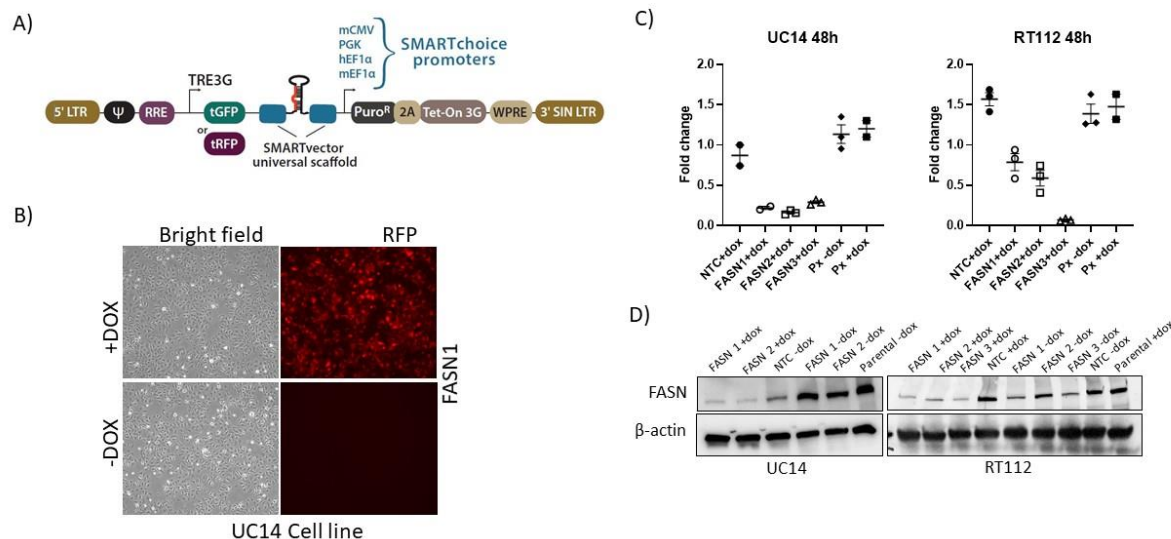 A)
mCMV
PGK
hEF1α
mEF1α
SMARTchoice
promoters
TRE3G
5' LTR
Ψ
RRE
tGFP
or
tRFP
SMARTvector
universal scaffold
Puroᴿ
2A
Tet-On 3G
WPRE
3' SIN LTR
B)
Bright field
RFP
+DOX
-DOX
FASN1
UC14 Cell line
C)
UC14 48h
Fold change
2.0
1.5
1.0
0.5
0.0
NTC+dox
FASN1+dox
FASN2+dox
FASN3+dox
Px -dox
Px +dox
RT112 48h
Fold change
2.0
1.5
1.0
0.5
0.0
NTC+dox
FASN1+dox
FASN2+dox
FASN3+dox
Px -dox
Px +dox
D)
FASN 1 +dox
FASN 2 +dox
NTC -dox
FASN 1 -dox
FASN 2 -dox
Parental -dox
FASN 1 +dox
FASN 2 +dox
FASN 3 +dox
NTC +dox
FASN 1 -dox
FASN 2 -dox
FASN 3 -dox
NTC -dox
Parental +dox
FASN
β-actin
UC14
RT112